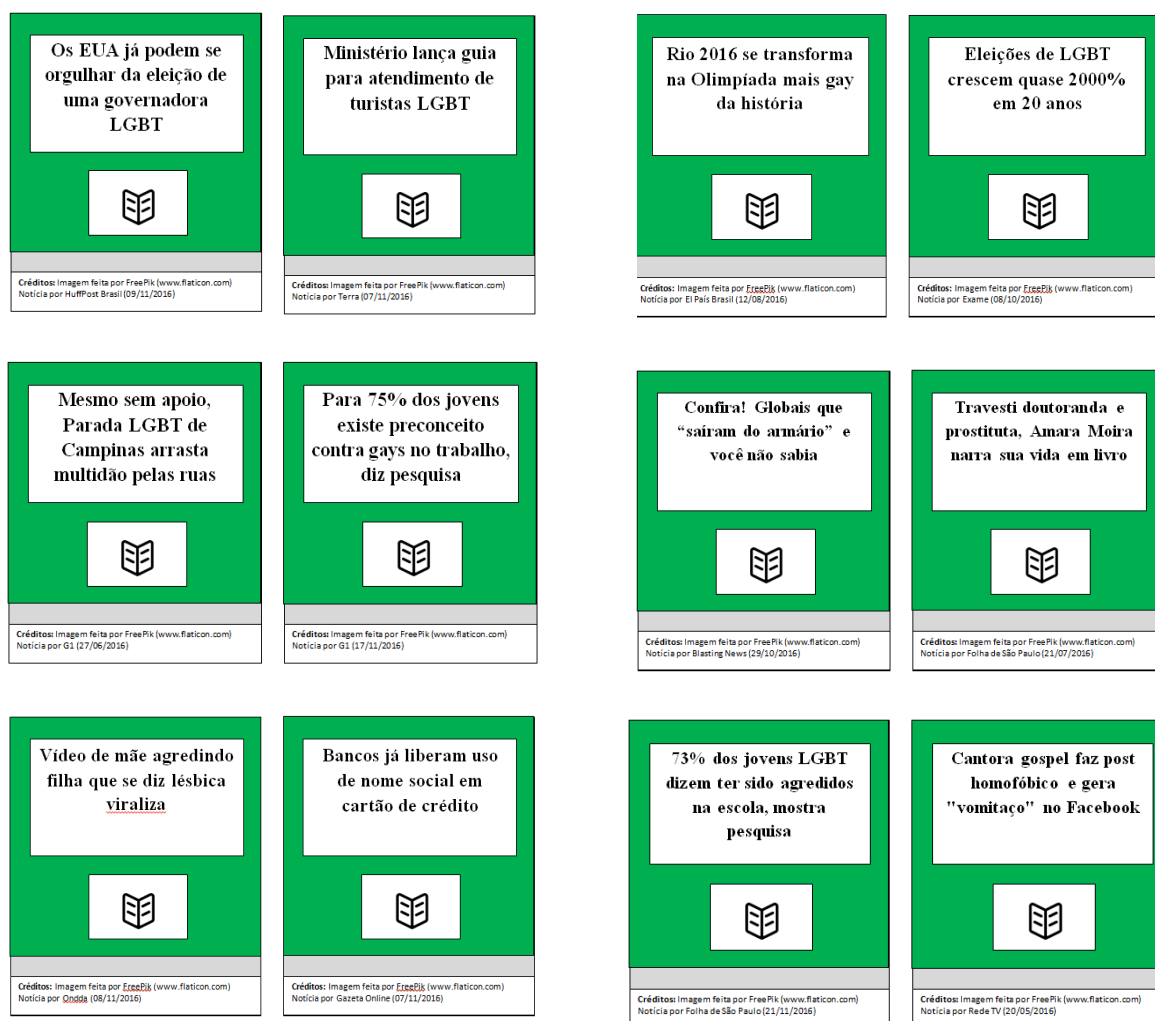 Os EUA já podem se
orgulhar da eleição de
uma governadora
LGBT
Créditos: Imagem feita por FreePik (www.flaticon.com)
Notícia por HuffPost Brasil (09/11/2016)
Ministério lança guia
para atendimento de
turistas LGBT
Créditos: Imagem feita por FreePik (www.flaticon.com)
Notícia por Terra (07/11/2016)
Rio 2016 se transforma
na Olimpíada mais gay
da história
Créditos: Imagem feita por FreePik (www.flaticon.com)
Notícia por El País Brasil (12/08/2016)
Eleições de LGBT
crescem quase 2000%
em 20 anos
Créditos: Imagem feita por FreePik (www.flaticon.com)
Notícia por Exame (08/10/2016)
Mesmo sem apoio,
Parada LGBT de
Campinas arrasta
multidão pelas ruas
Créditos: Imagem feita por FreePik (www.flaticon.com)
Notícia por G1 (27/06/2016)
Para 75% dos jovens
existe preconceito
contra gays no trabalho,
diz pesquisa
Créditos: Imagem feita por FreePik (www.flaticon.com)
Notícia por G1 (17/11/2016)
Confira! Globais que
“saíram do armário” e
você não sabia
Créditos: Imagem feita por FreePik (www.flaticon.com)
Notícia por Blasting News (29/10/2016)
Travesti doutoranda e
prostituta, Amara Moira
narra sua vida em livro
Créditos: Imagem feita por FreePik (www.flaticon.com)
Notícia por Folha de São Paulo (21/07/2016)
Vídeo de mãe agredindo
filha que se diz lésbica
viraliza
Créditos: Imagem feita por FreePik (www.flaticon.com)
Notícia por Ondda (08/11/2016)
Bancos já liberam uso
de nome social em
cartão de crédito
Créditos: Imagem feita por FreePik (www.flaticon.com)
Notícia por Gazeta Online (07/11/2016)
73% dos jovens LGBT
dizem ter sido agredidos
na escola, mostra
pesquisa
Créditos: Imagem feita por FreePik (www.flaticon.com)
Notícia por Folha de São Paulo (21/11/2016)
Cantora gospel faz post
homofóbico e gera
"vomitaço" no Facebook
Créditos: Imagem feita por FreePik (www.flaticon.com)
Notícia por Rede TV (20/05/2016)